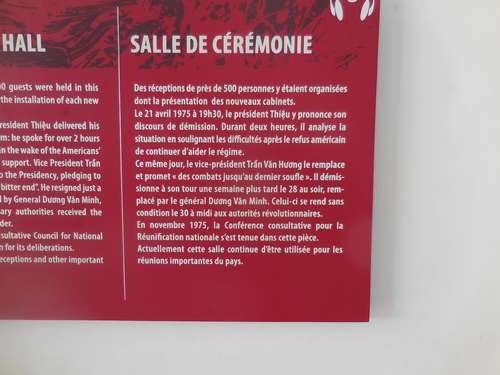 HALL
00 guests were held in this
the installation of each new
resident Thiệu delivered his
m: he spoke for over 2 hours
in the wake of the Americans'
support. Vice President Trần
o the Presidency, pledging to
bitter end". He resigned just a
d by General Dương Văn Minh,
ary authorities received the
nder.
sultative Council for National
n for its deliberations.
eceptions and other important
SALLE DE CÉRÉMONIE
Des réceptions de près de 500 personnes y étaient organisées
dont la présentation des nouveaux cabinets.
Le 21 avril 1975 à 19h30, le président Thiệu y prononce son
discours de démission. Durant deux heures, il analyse la
situation en soulignant les difficultés après le refus américain
de continuer d'aider le régime.
Ce même jour, le vice-président Trần Văn Hương le remplace
et promet « des combats jusqu'au dernier souffle ». Il démis-
sionne à son tour une semaine plus tard le 28 au soir, rem-
placé par le général Dương Văn Minh. Celui-ci se rend sans
condition le 30 à midi aux autorités révolutionnaires.
En novembre 1975, la Conférence consultative pour la
Réunification nationale s'est tenue dans cette pièce.
Actuellement cette salle continue d'être utilisée pour les
réunions importantes du pays.